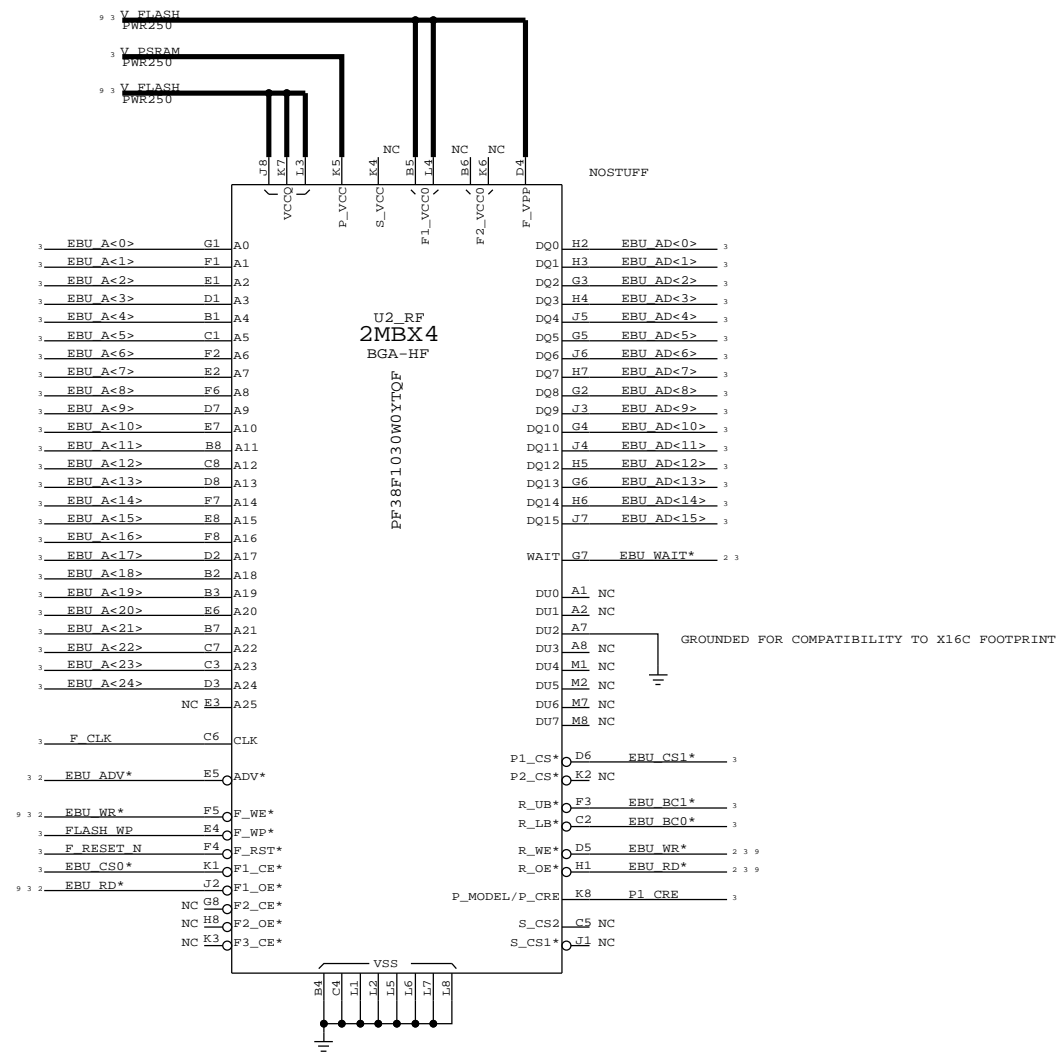 9 3 V_FLASH
PWR250
3 V_PSRAM
PWR250
9 3 V_FLASH
PWR250
NC NC NC
J8 K7 L3 K5 K4 B5 L4 B6 K6 D4
NOSTUFF
VCCQ P_VCC S_VCC F1_VCC0 F2_VCC0 F_VPP
U2_RF
2MBX4
BGA-HF
PF38F1030W0YTQF
3 EBU_A<0> G1 A0
3 EBU_A<1> F1 A1
3 EBU_A<2> E1 A2
3 EBU_A<3> D1 A3
3 EBU_A<4> B1 A4
3 EBU_A<5> C1 A5
3 EBU_A<6> F2 A6
3 EBU_A<7> E2 A7
3 EBU_A<8> F6 A8
3 EBU_A<9> D7 A9
3 EBU_A<10> E7 A10
3 EBU_A<11> B8 A11
3 EBU_A<12> C8 A12
3 EBU_A<13> D8 A13
3 EBU_A<14> F7 A14
3 EBU_A<15> E8 A15
3 EBU_A<16> F8 A16
3 EBU_A<17> D2 A17
3 EBU_A<18> B2 A18
3 EBU_A<19> B3 A19
3 EBU_A<20> E6 A20
3 EBU_A<21> B7 A21
3 EBU_A<22> C7 A22
3 EBU_A<23> C3 A23
3 EBU_A<24> D3 A24
NC E3 A25
3 F_CLK C6 CLK
3 2 EBU_ADV* E5 ADV*
9 3 2 EBU_WR* F5 F_WE*
3 FLASH_WP E4 F_WP*
3 F_RESET_N F4 F_RST*
3 EBU_CS0* K1 F1_CE*
9 3 2 EBU_RD* J2 F1_OE*
NC G8 F2_CE*
NC H8 F2_OE*
NC K3 F3_CE*
DQ0 H2 EBU_AD<0> 3
DQ1 H3 EBU_AD<1> 3
DQ2 G3 EBU_AD<2> 3
DQ3 H4 EBU_AD<3> 3
DQ4 J5 EBU_AD<4> 3
DQ5 G5 EBU_AD<5> 3
DQ6 J6 EBU_AD<6> 3
DQ7 H7 EBU_AD<7> 3
DQ8 G2 EBU_AD<8> 3
DQ9 J3 EBU_AD<9> 3
DQ10 G4 EBU_AD<10> 3
DQ11 J4 EBU_AD<11> 3
DQ12 H5 EBU_AD<12> 3
DQ13 G6 EBU_AD<13> 3
DQ14 H6 EBU_AD<14> 3
DQ15 J7 EBU_AD<15> 3
WAIT G7 EBU_WAIT* 2 3
DU0 A1 NC
DU1 A2 NC
DU2 A7
GROUNDED FOR COMPATIBILITY TO X16C FOOTPRINT
DU3 A8 NC
DU4 M1 NC
DU5 M2 NC
DU6 M7 NC
DU7 M8 NC
P1_CS* D6 EBU_CS1* 3
P2_CS* K2 NC
R_UB* F3 EBU_BC1* 3
R_LB* C2 EBU_BC0* 3
R_WE* D5 EBU_WR* 2 3 9
R_OE* H1 EBU_RD* 2 3 9
P_MODEL/P_CRE K8 P1_CRE 3
S_CS2 C5 NC
S_CS1* J1 NC
VSS
B4 C4 L1 L2 L5 L6 L7 L8